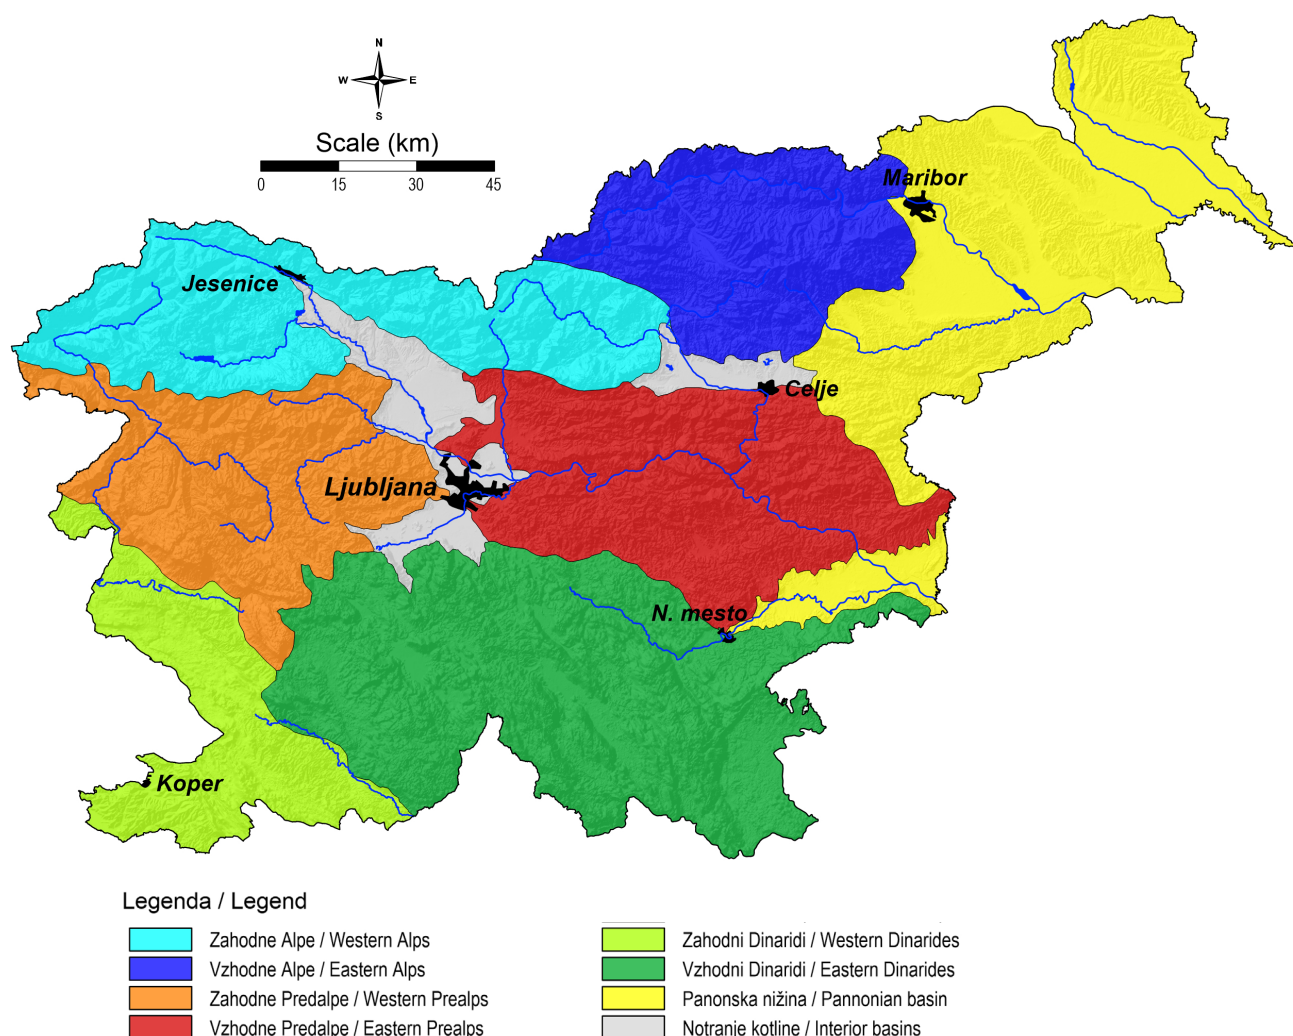 N
W E
S
Scale (km)
0 15 30 45
Maribor
Jesenice
Celje
Ljubljana
N. mesto
Koper
Legenda / Legend
Zahodne Alpe / Western Alps
Vzhodne Alpe / Eastern Alps
Zahodne Predalpe / Western Prealps
Vzhodne Predalpe / Eastern Prealps
Zahodni Dinaridi / Western Dinarides
Vzhodni Dinaridi / Eastern Dinarides
Panonska nižina / Pannonian basin
Notranje kotline / Interior basins